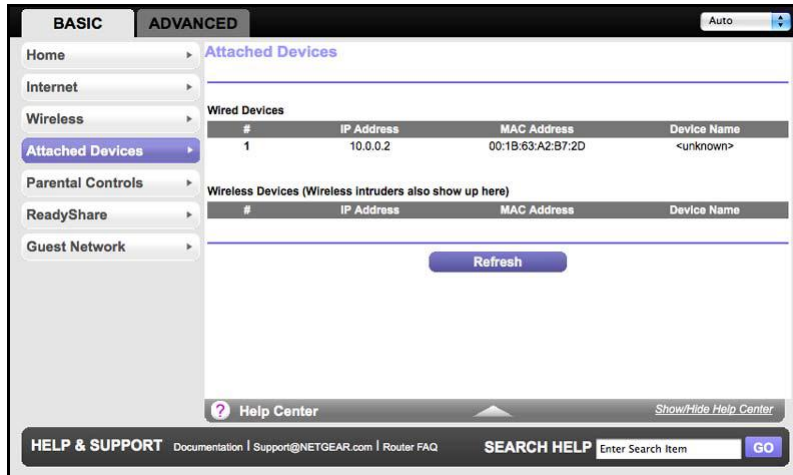 BASIC ADVANCED Auto
Home
Internet
Wireless
Attached Devices
Parental Controls
ReadyShare
Guest Network
Attached Devices
Wired Devices
# IP Address MAC Address Device Name
1 10.0.0.2 00:1B:63:A2:B7:2D <unknown>
Wireless Devices (Wireless intruders also show up here)
# IP Address MAC Address Device Name
Refresh
? Help Center Show/Hide Help Center
HELP & SUPPORT Documentation | Support@NETGEAR.com | Router FAQ SEARCH HELP Enter Search Item GO